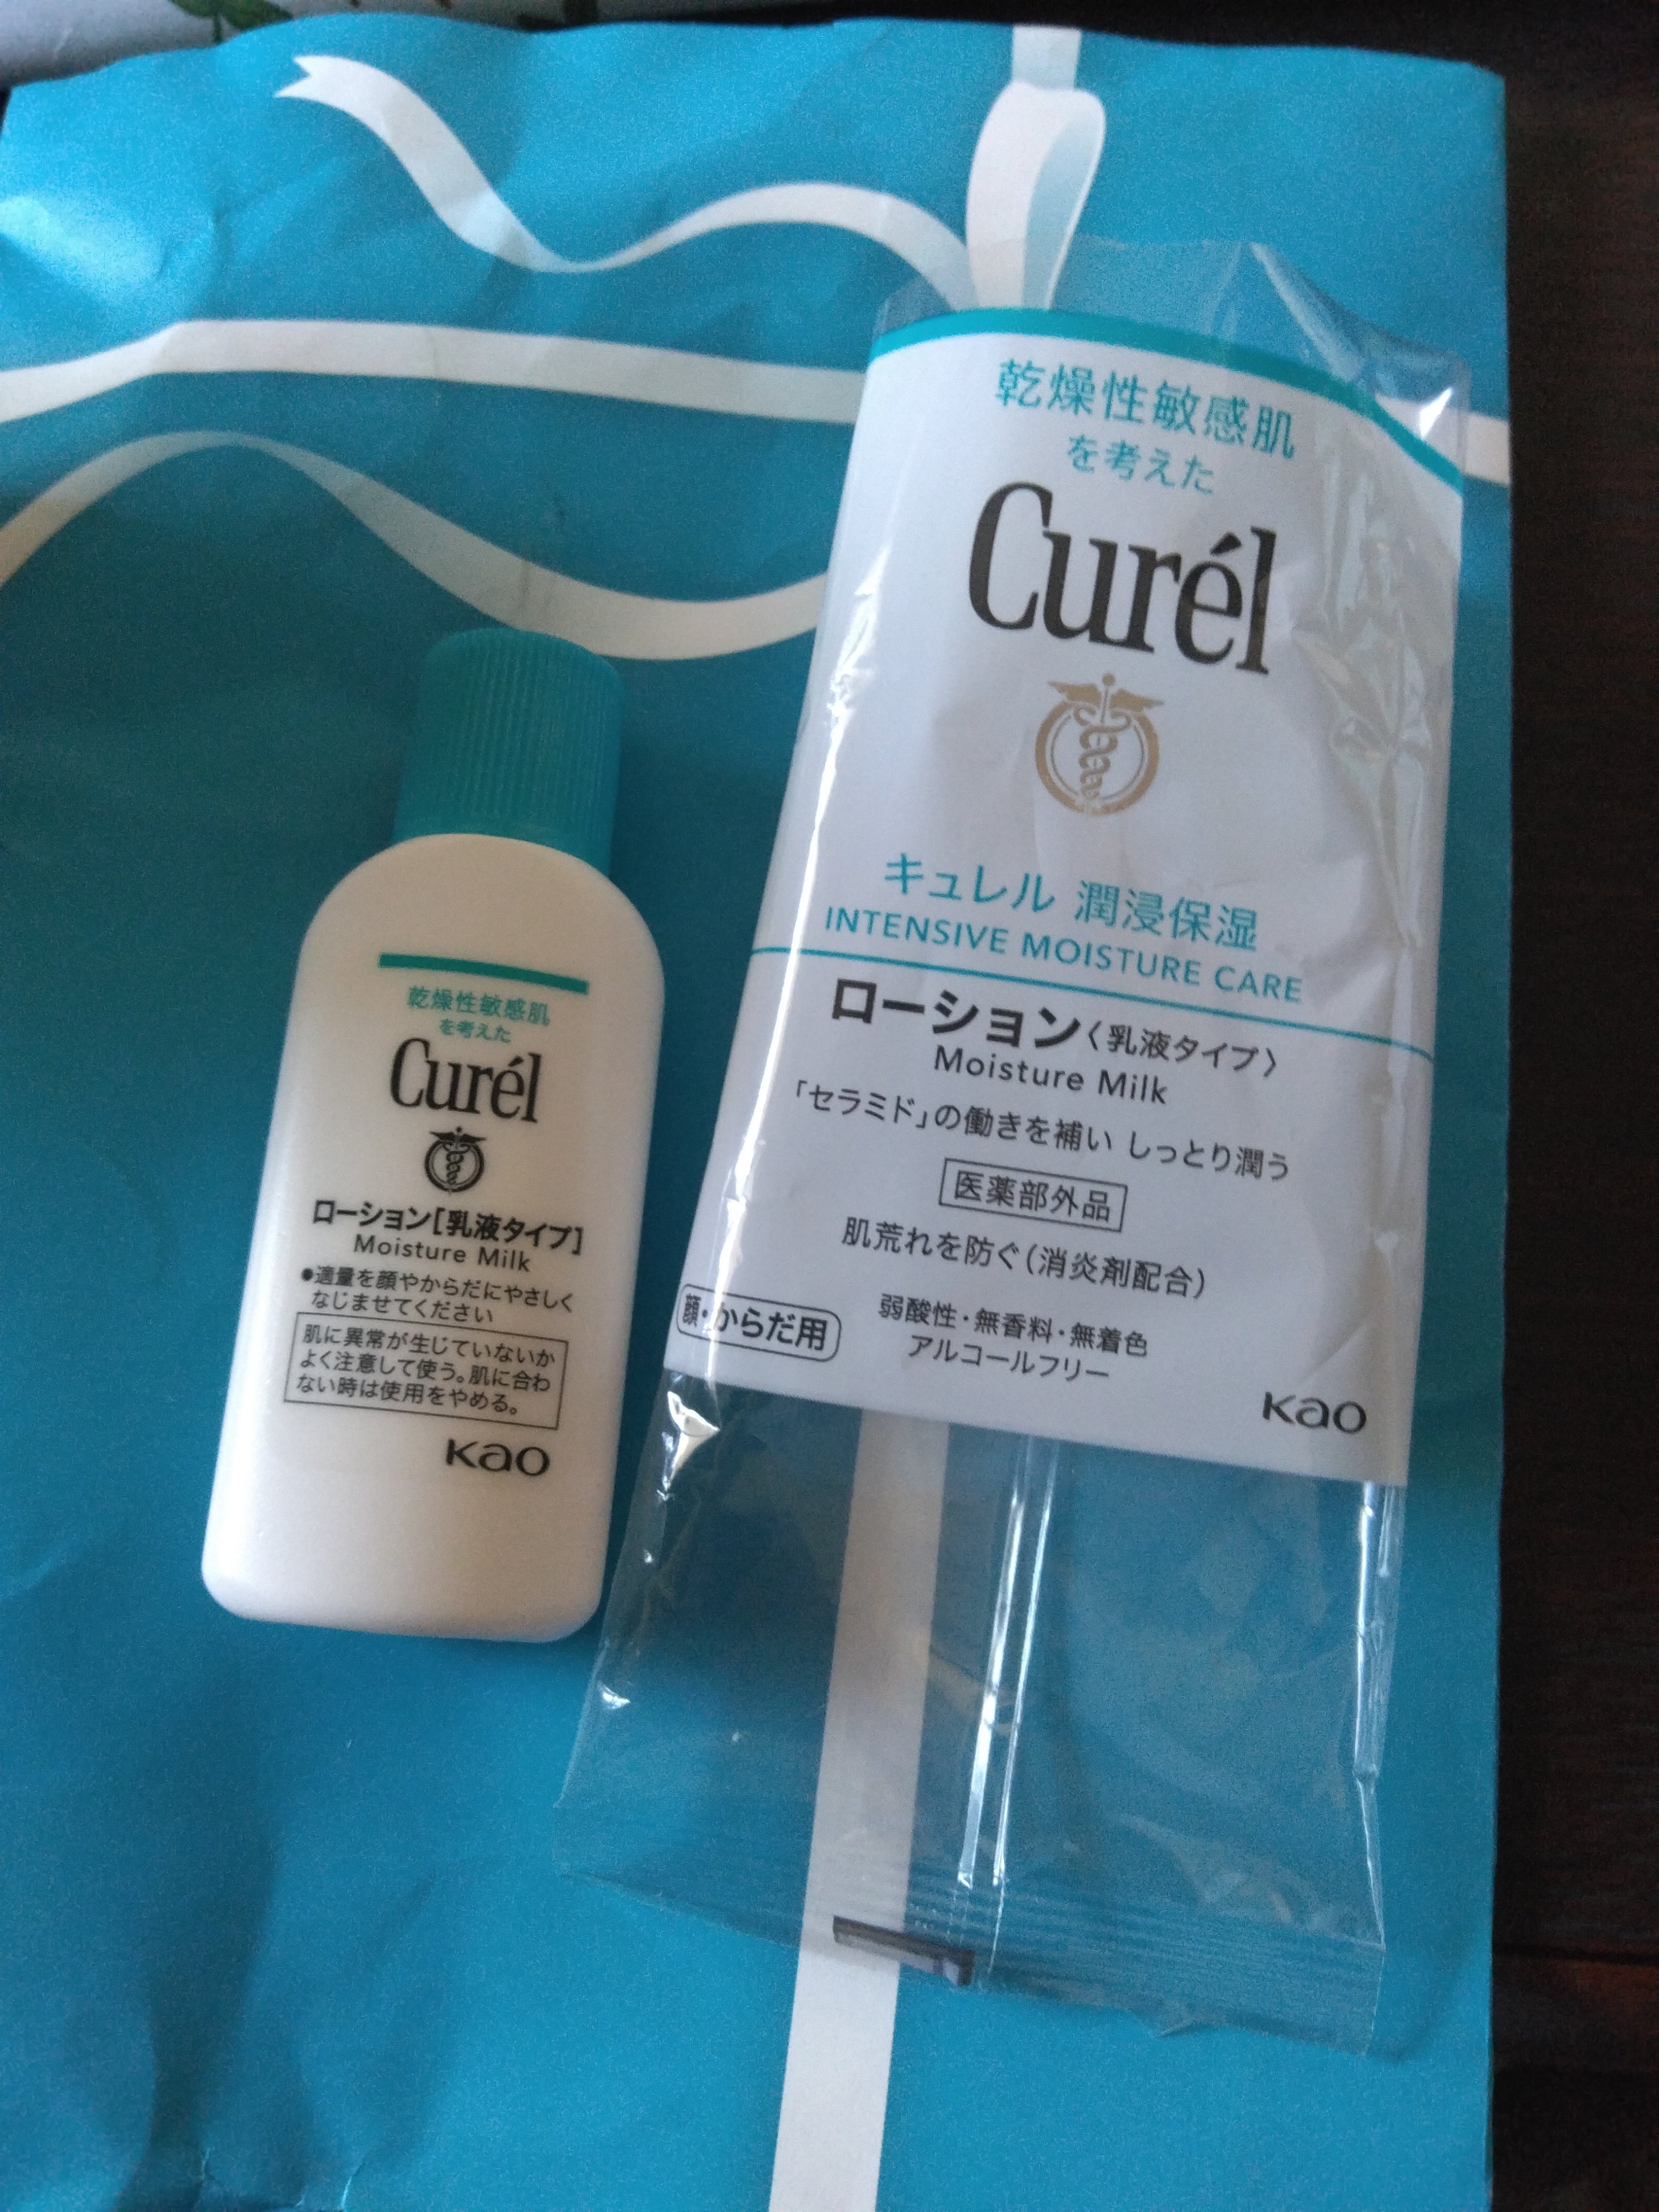 乾燥性敏感肌
を考えた
Curél
ローション[乳液タイプ]
Moisture Milk
●適量を顔やからだにやさしく
なじませてください
肌に異常が生じていないか
よく注意して使う。肌に合わ
ない時は使用をやめる。
Kao
乾燥性敏感肌
を考えた
Curél
キュレル 潤浸保湿
INTENSIVE MOISTURE CARE
ローション〈乳液タイプ〉
Moisture Milk
「セラミド」の働きを補い しっとり潤う
医薬部外品
肌荒れを防ぐ(消炎剤配合)
顔・からだ用
弱酸性・無香料・無着色
アルコールフリー
Kao